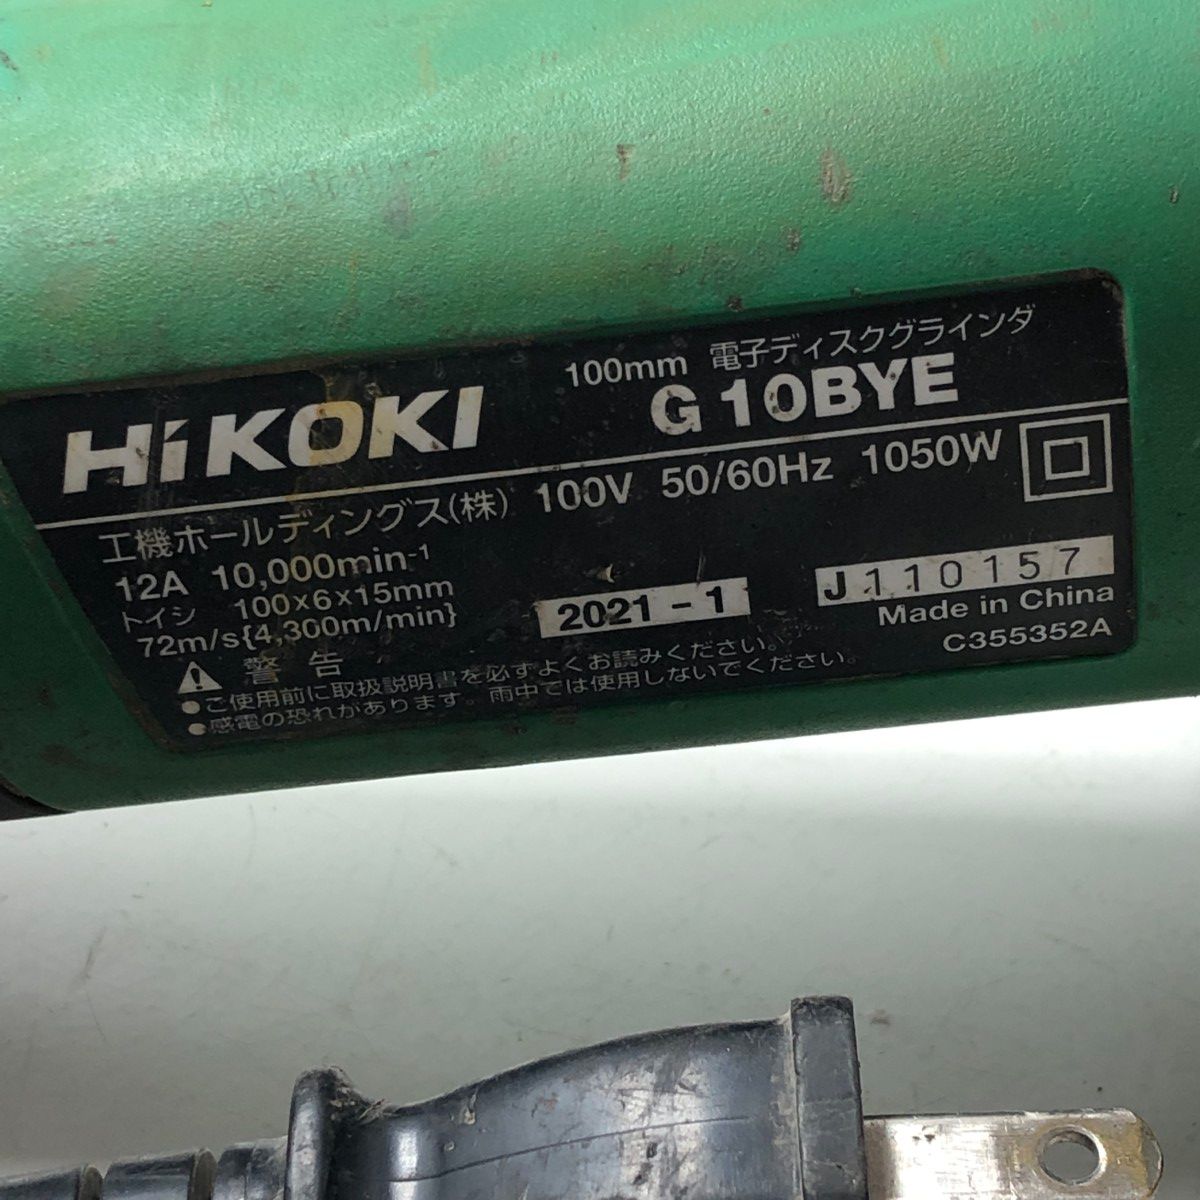 100mm 電子ディスクグラインダ
HiKOKI G10BYE
工機ホールディングス(株) 100V 50/60Hz 1050W
12A 10,000min-1
トイシ 100×6×15mm
72m/s{4,300m/min}
2021-1
J110157
Made in China
C355352A
警告
●ご使用前に取扱説明書を必ずよくお読みください。
●感電の恐れがあります。雨中では使用しないでください。